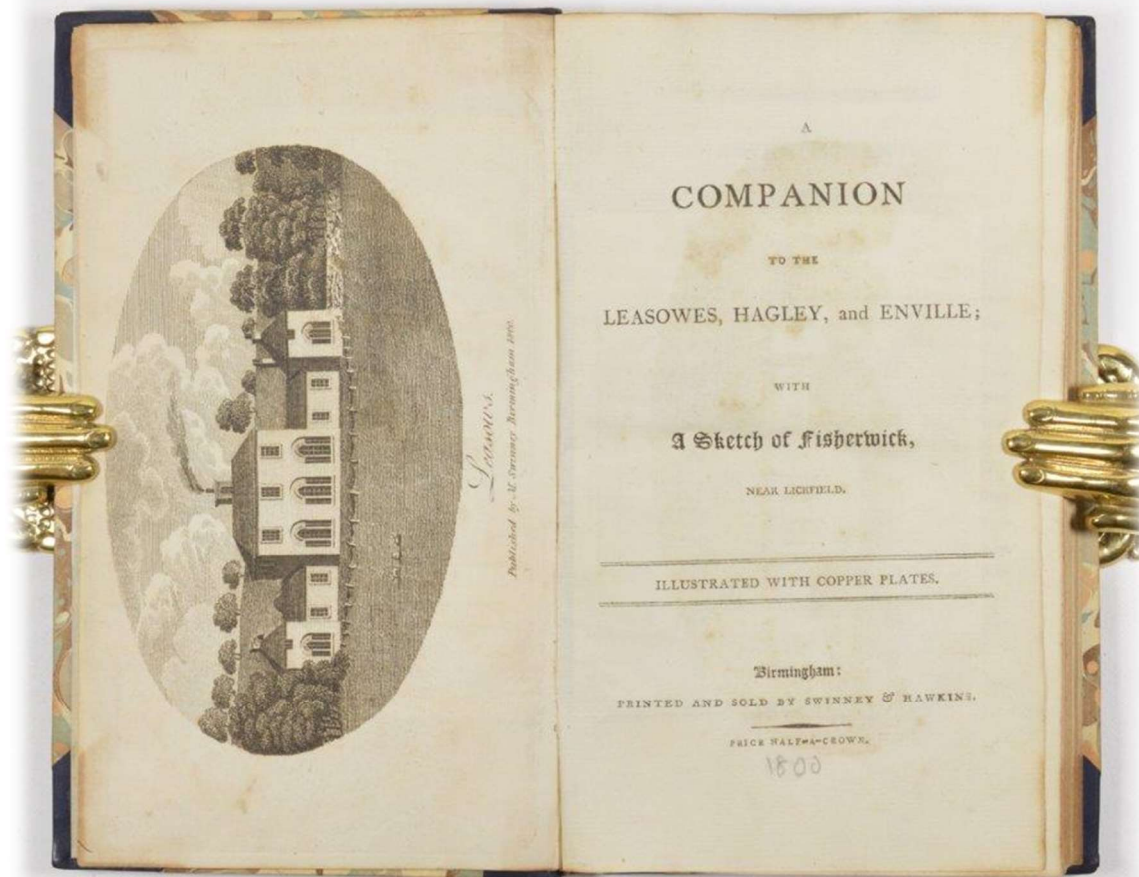 Leasowes.
Published by M. Swinney Birmingham 1800.
A
COMPANION
TO THE
LEASOWES, HAGLEY, and ENVILLE;
WITH
A Sketch of Fisherwick,
NEAR LICHFIELD.
ILLUSTRATED WITH COPPER PLATES.
Birmingham:
PRINTED AND SOLD BY SWINNEY & HAWKINS.
PRICE HALF-A-CROWN.
1800